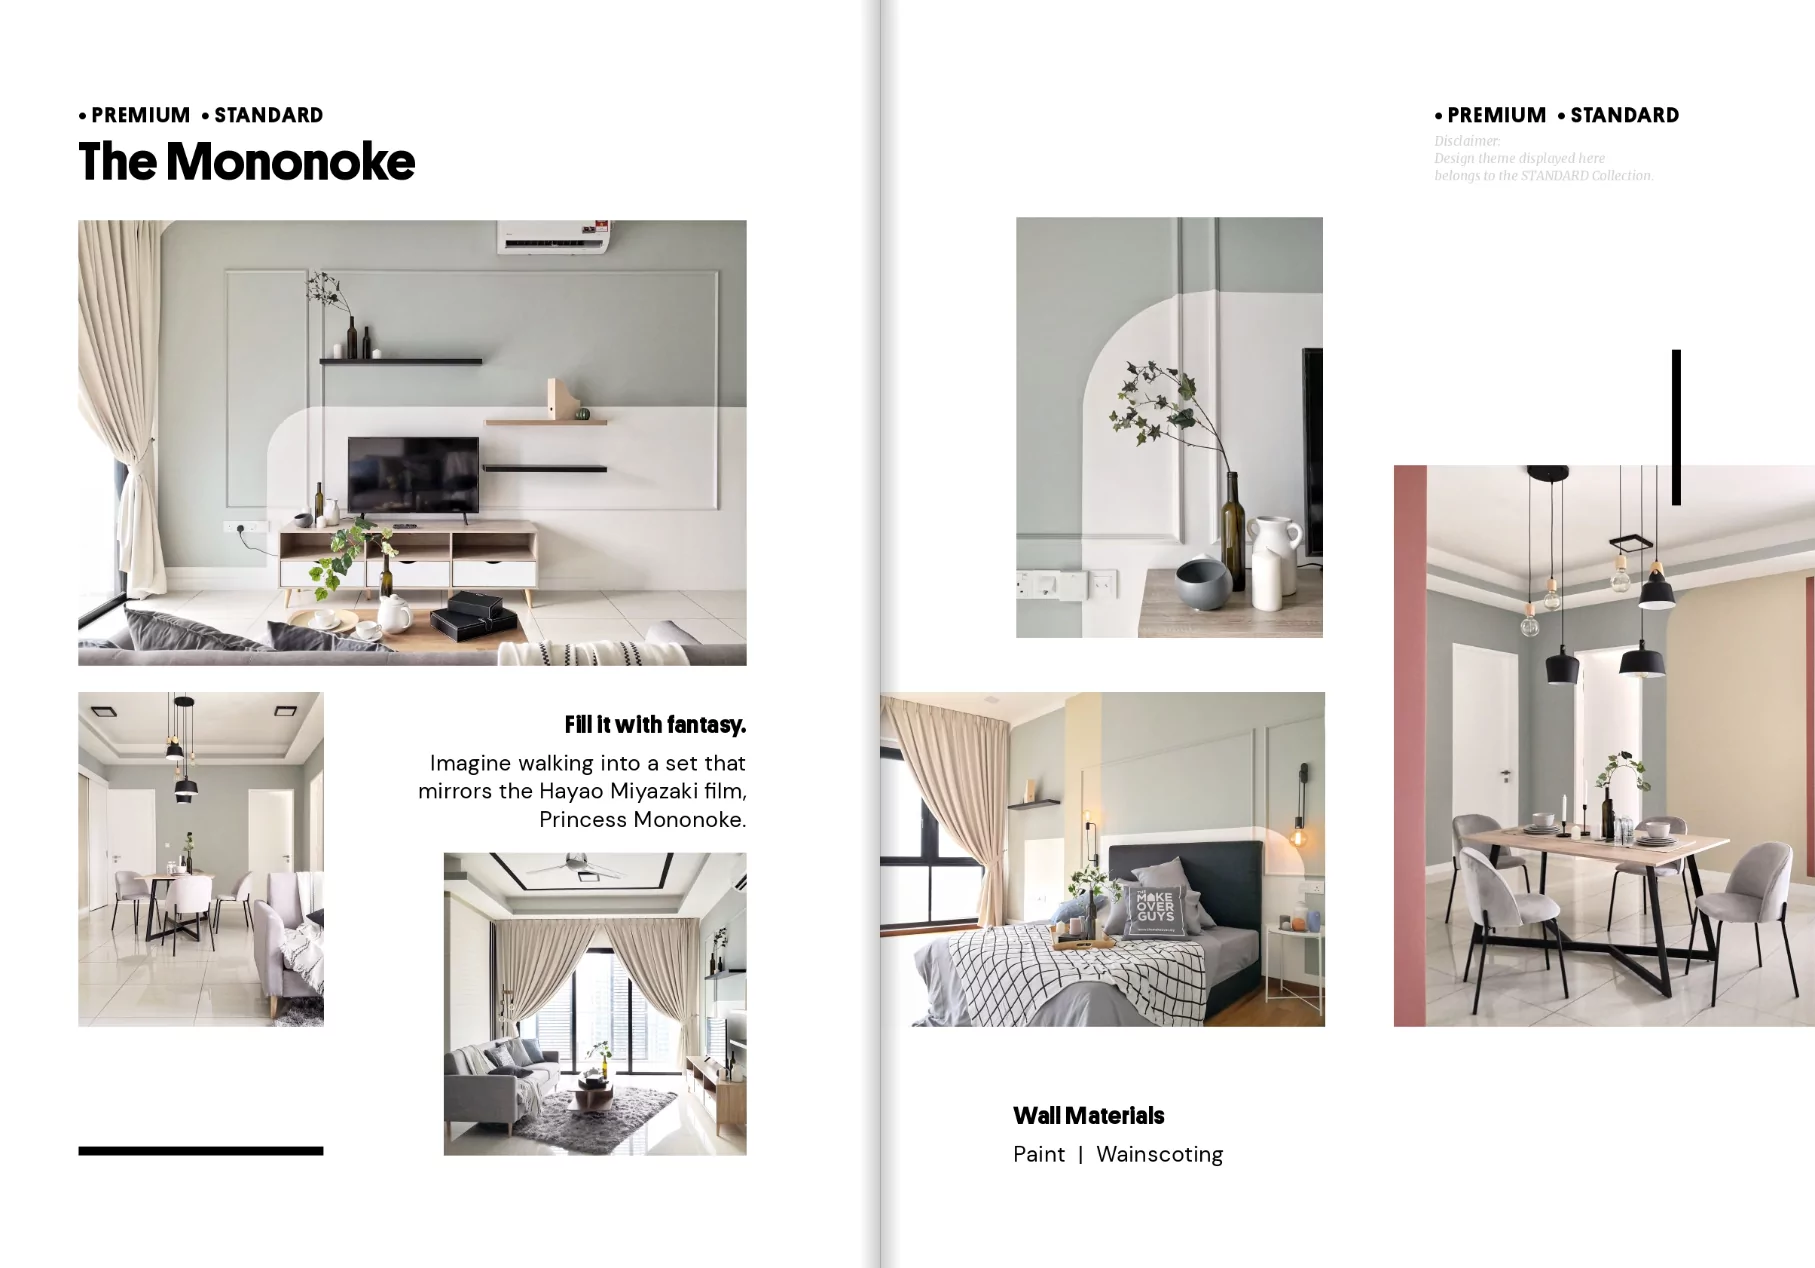 • PREMIUM • STANDARD
The Mononoke
Fill it with fantasy.
Imagine walking into a set that
mirrors the Hayao Miyazaki film,
Princess Mononoke.
• PREMIUM • STANDARD
Disclaimer:
Design theme displayed here
belongs to the STANDARD Collection.
THE
MAKE
OVER
GUYS
Wall Materials
Paint | Wainscoting